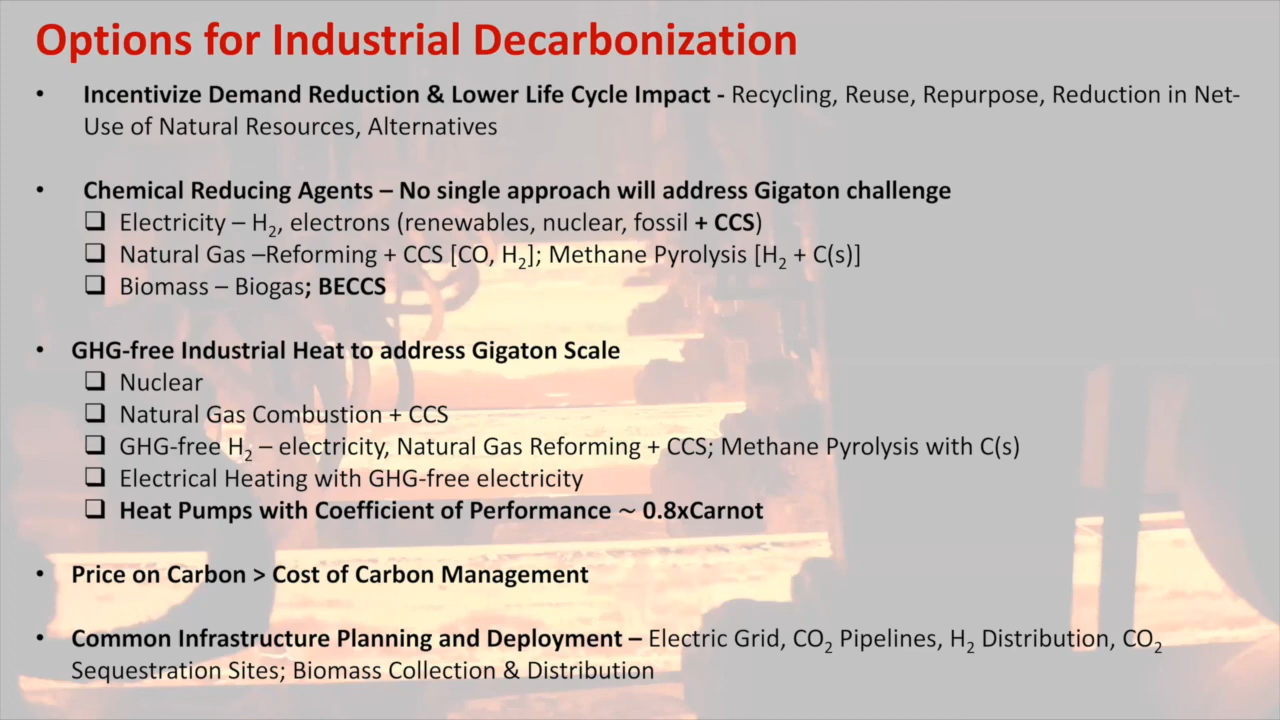 Options for Industrial Decarbonization
• Incentivize Demand Reduction & Lower Life Cycle Impact - Recycling, Reuse, Repurpose, Reduction in Net-
Use of Natural Resources, Alternatives
• Chemical Reducing Agents – No single approach will address Gigaton challenge
❑ Electricity – H₂, electrons (renewables, nuclear, fossil + CCS)
❑ Natural Gas –Reforming + CCS [CO, H₂]; Methane Pyrolysis [H₂ + C(s)]
❑ Biomass – Biogas; BECCS
• GHG-free Industrial Heat to address Gigaton Scale
❑ Nuclear
❑ Natural Gas Combustion + CCS
❑ GHG-free H₂ – electricity, Natural Gas Reforming + CCS; Methane Pyrolysis with C(s)
❑ Electrical Heating with GHG-free electricity
❑ Heat Pumps with Coefficient of Performance ~ 0.8xCarnot
• Price on Carbon > Cost of Carbon Management
• Common Infrastructure Planning and Deployment – Electric Grid, CO₂ Pipelines, H₂ Distribution, CO₂
Sequestration Sites; Biomass Collection & Distribution